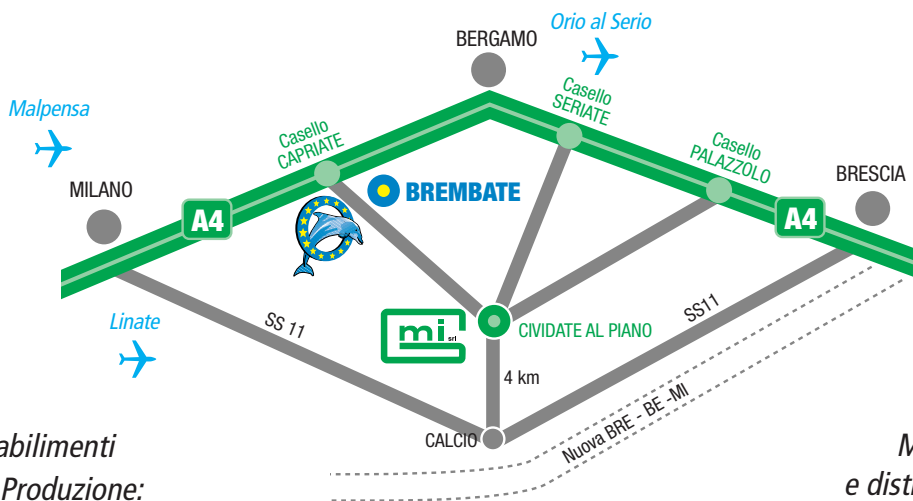 Orio al Serio
BERGAMO
Malpensa
Casello
SERIATE
Casello
CAPRIATE
Casello
PALAZZOLO
MILANO
BREMBATE
BRESCIA
A4
A4
Linate
SS 11
mi srl
CIVIDATE AL PIANO
SS11
4 km
CALCIO
Nuova BRE - BE -MI
abilimenti
Produzione:
M
e dist